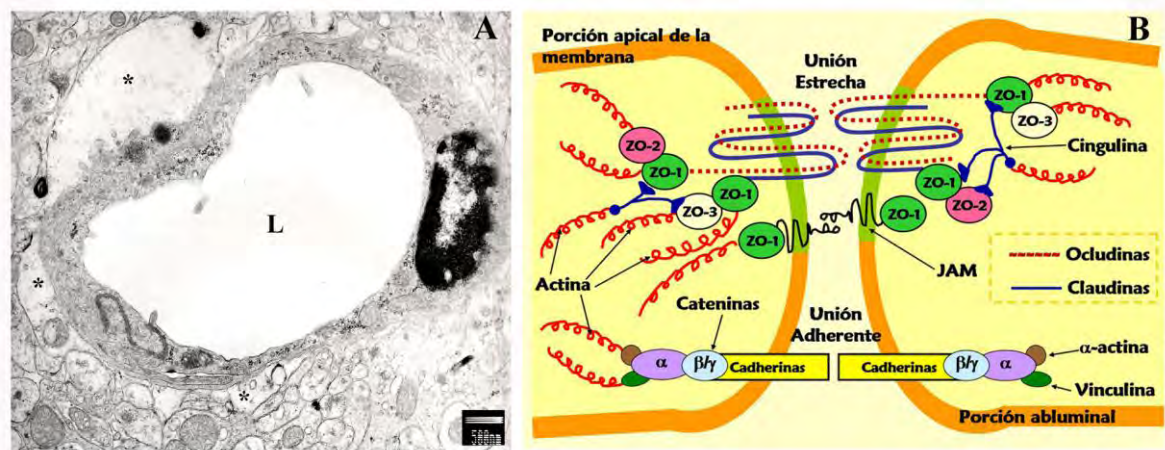 A
*
*
L
*
500nm
B
Porción apical de la
membrana
Unión
Estrecha
ZO-1
ZO-3
Cingulina
ZO-2
ZO-1
ZO-1
ZO-2
ZO-1
ZO-3
ZO-1
ZO-1
JAM
Actina
Cateninas
Ocludinas
Claudinas
Unión
Adherente
α
β/γ
Cadherinas
Cadherinas
β/γ
α
α-actina
Vinculina
Porción abluminal